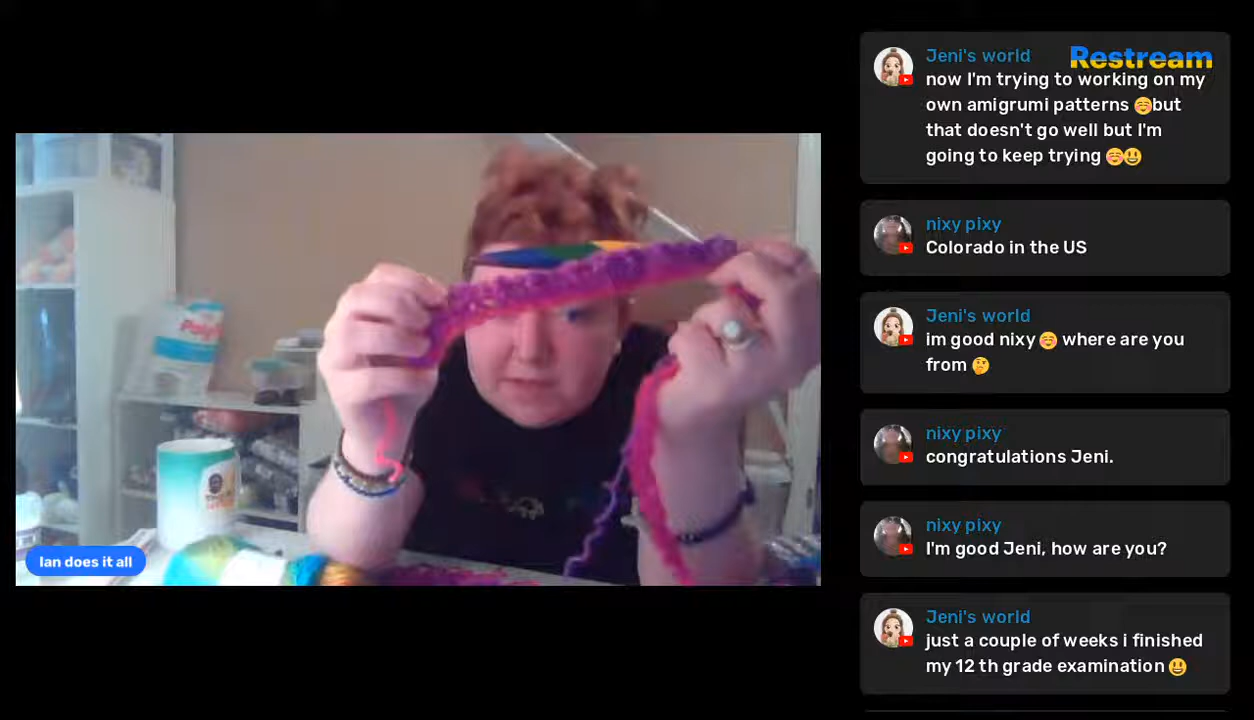 Restream
Jeni's world
now I'm trying to working on my
own amigrumi patterns ☺️but
that doesn't go well but I'm
going to keep trying ☺️😃
nixy pixy
Colorado in the US
Jeni's world
im good nixy ☺️ where are you
from 🤔
nixy pixy
congratulations Jeni.
nixy pixy
I'm good Jeni, how are you?
Jeni's world
just a couple of weeks i finished
my 12 th grade examination 😃
Ian does it all